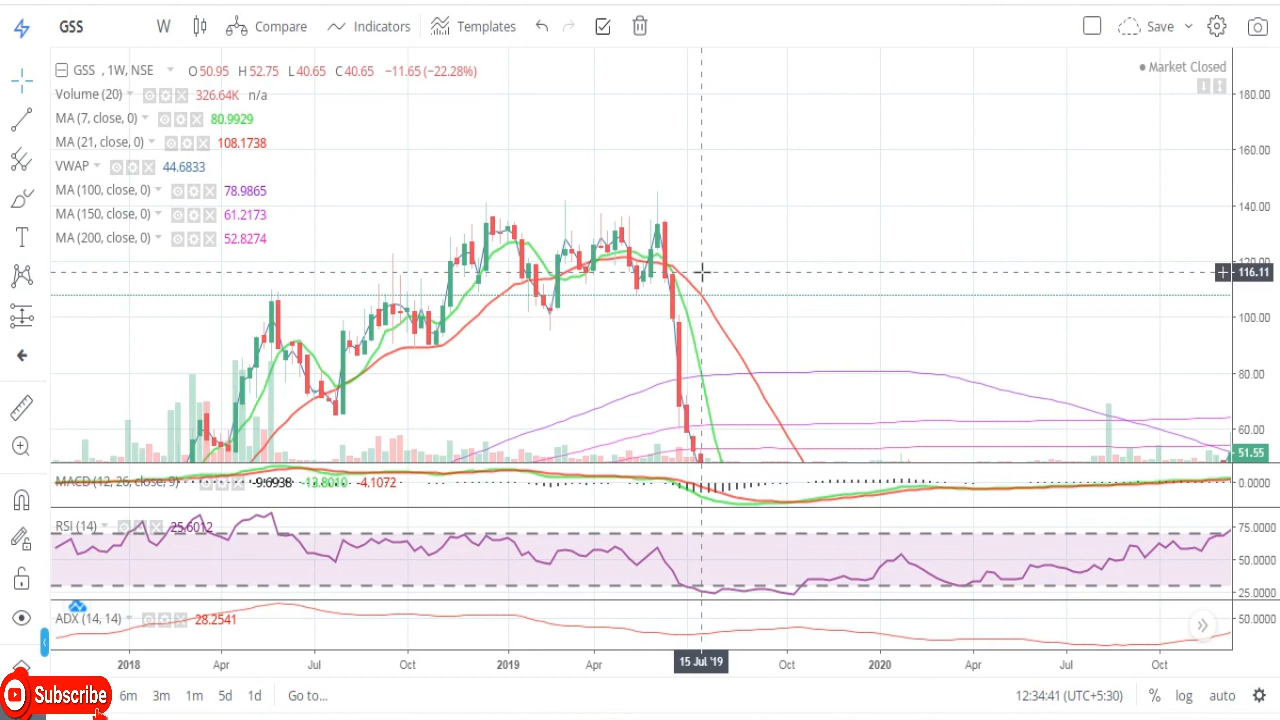 GSS W Compare Indicators Templates Save
GSS , 1W, NSE O50.95 H52.75 L40.65 C40.65 −11.65 (−22.28%)
Market Closed
Volume (20) 326.64K n/a
MA (7, close, 0) 80.9929
MA (21, close, 0) 108.1738
VWAP 44.6833
MA (100, close, 0) 78.9865
MA (150, close, 0) 61.2173
MA (200, close, 0) 52.8274
180.00
160.00
140.00
120.00
116.11
100.00
80.00
60.00
51.55
MACD (12, 26, close, 9) -9.6938 -13.8010 -4.1072
0.0000
RSI (14) 25.6012
75.0000
50.0000
25.0000
ADX (14, 14) 28.2541
50.0000
2018 Apr Jul Oct 2019 Apr 15 Jul '19 Oct 2020 Apr Jul Oct
Subscribe 6m 3m 1m 5d 1d Go to... 12:34:41 (UTC+5:30) % log auto